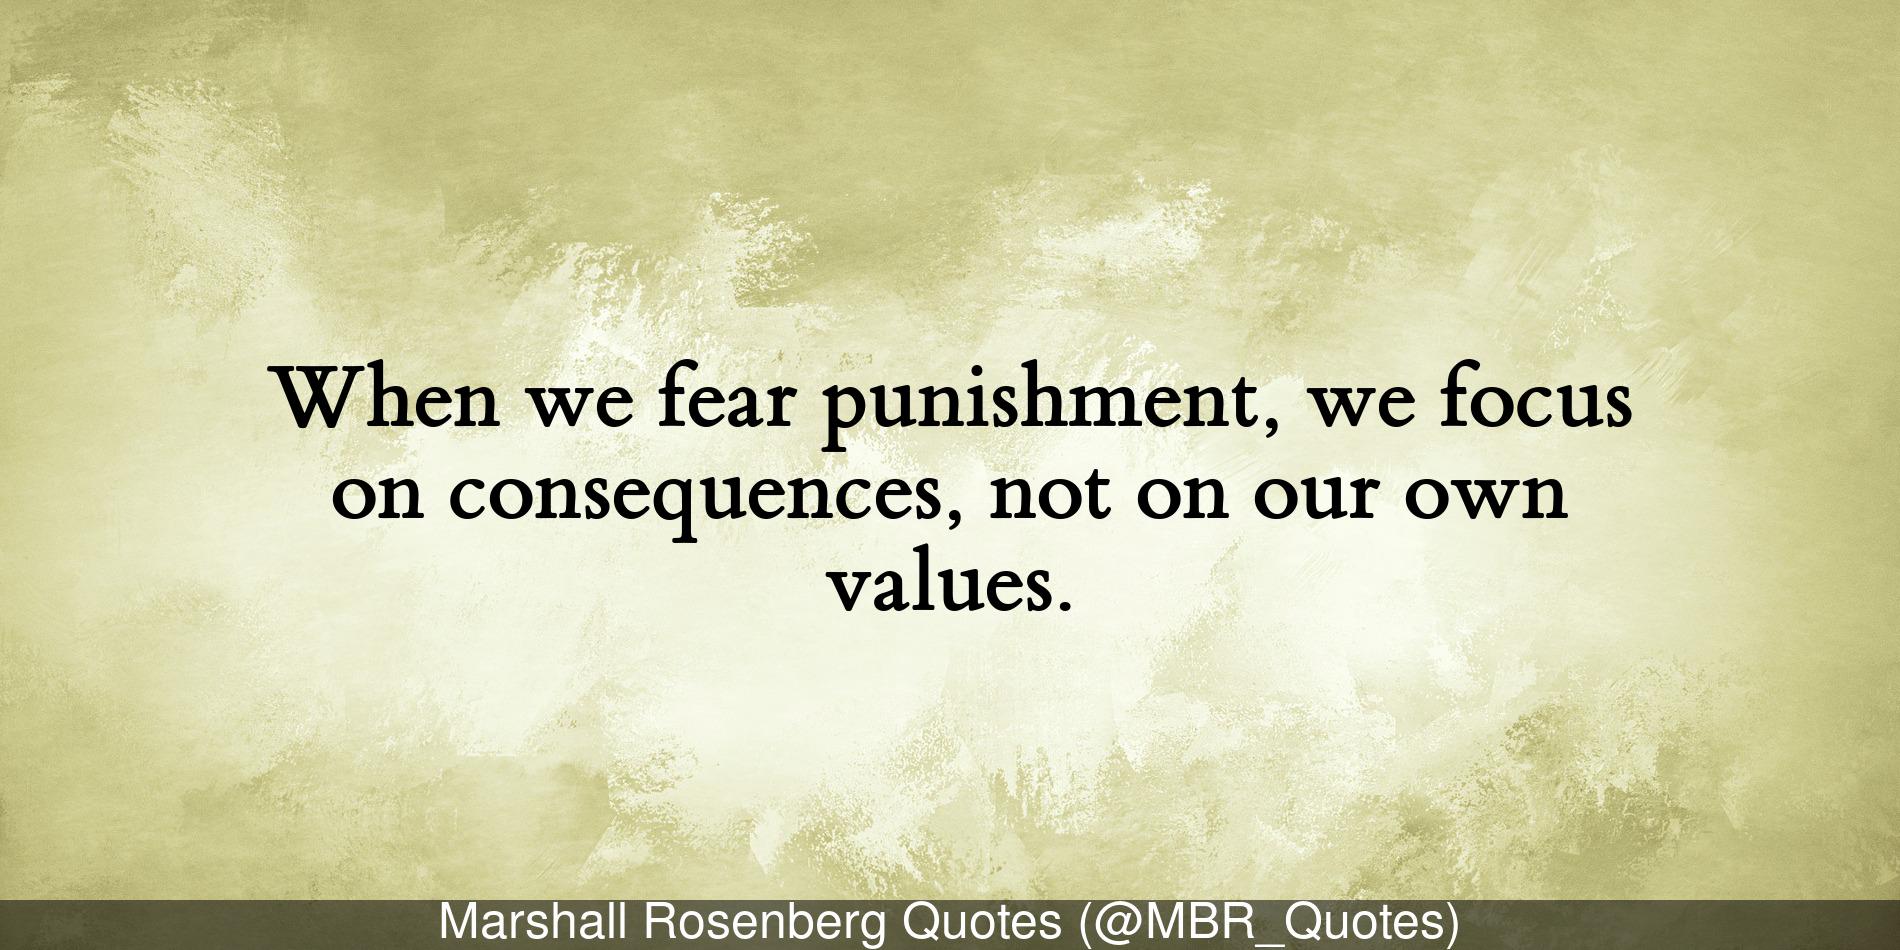 When we fear punishment, we focus
on consequences, not on our own
values.
Marshall Rosenberg Quotes (@MBR_Quotes)